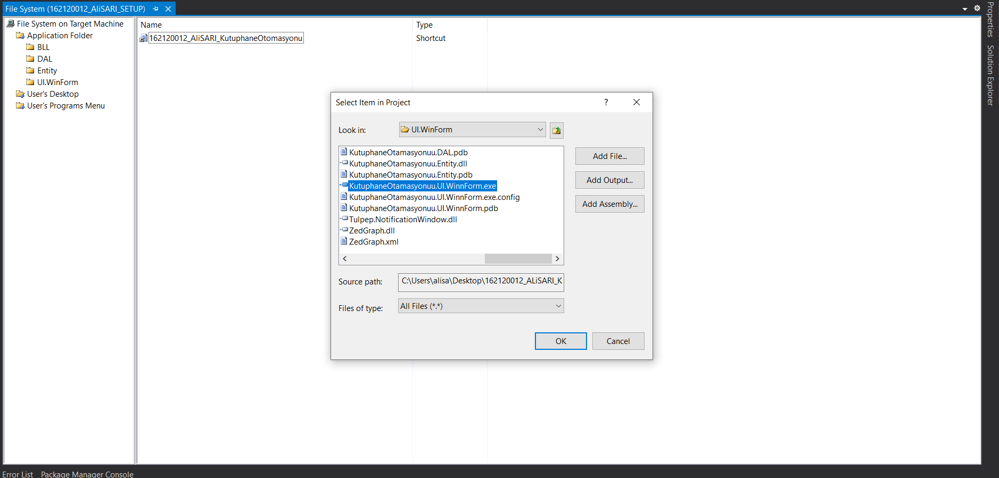 File System (162120012_AliSARI_SETUP)
File System on Target Machine
Application Folder
BLL
DAL
Entity
UI.WinForm
User's Desktop
User's Programs Menu
Name Type
162120012_AliSARI_KutuphaneOtomasyonu Shortcut
Select Item in Project ?
Look in: UI.WinForm
KutuphaneOtamasyonuu.DAL.pdb
KutuphaneOtamasyonuu.Entity.dll
KutuphaneOtamasyonuu.Entity.pdb
KutuphaneOtamasyonuu.UI.WinnForm.exe
KutuphaneOtamasyonuu.UI.WinnForm.exe.config
KutuphaneOtamasyonuu.UI.WinnForm.pdb
Tulpep.NotificationWindow.dll
ZedGraph.dll
ZedGraph.xml
Add File...
Add Output...
Add Assembly...
Source path: C:\Users\alisa\Desktop\162120012_ALiSARI_K
Files of type: All Files (*.*)
OK Cancel
Properties
Solution Explorer
Error List Package Manager Console